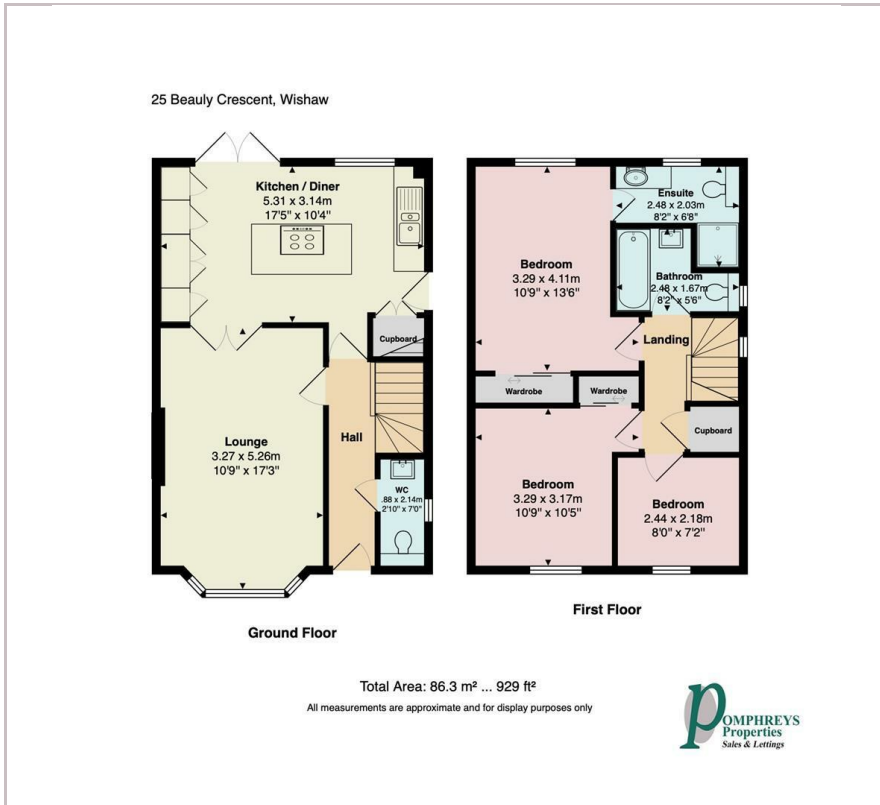 25 Beauly Crescent, Wishaw
Kitchen / Diner
5.31 x 3.14m
17'5" x 10'4"
Cupboard
Lounge
3.27 x 5.26m
10'9" x 17'3"
Hall
WC
.88 x 2.14m
2'10" x 7'0"
Ground Floor
Ensuite
2.48 x 2.03m
8'2" x 6'8"
Bedroom
3.29 x 4.11m
10'9" x 13'6"
Bathroom
2.48 x 1.67m
8'2" x 5'6"
Landing
Wardrobe
Wardrobe
Cupboard
Bedroom
3.29 x 3.17m
10'9" x 10'5"
Bedroom
2.44 x 2.18m
8'0" x 7'2"
First Floor
Total Area: 86.3 m² ... 929 ft²
All measurements are approximate and for display purposes only
POMPHREYS
Properties
Sales & Lettings